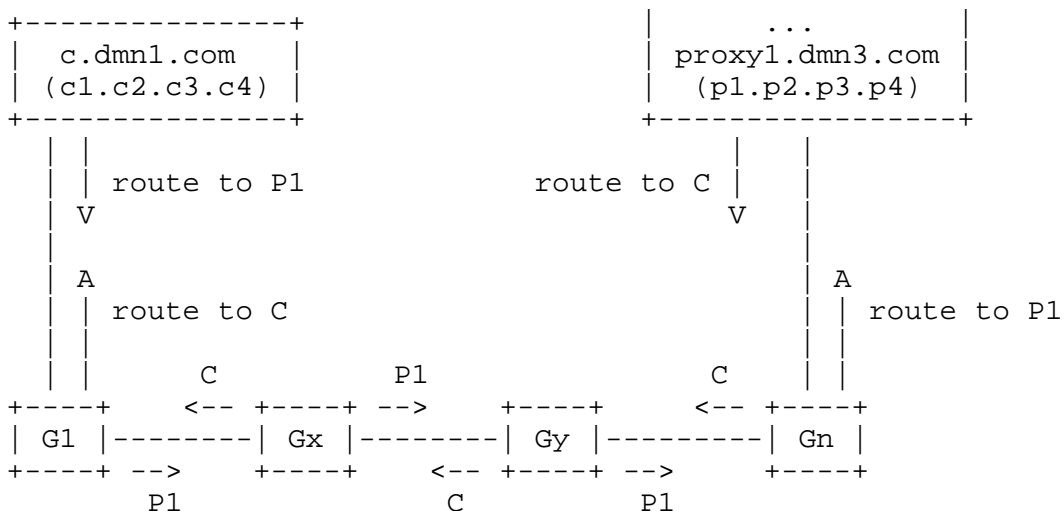 ...
c.dmn1.com proxy1.dmn3.com
(c1.c2.c3.c4) (p1.p2.p3.p4)
route to P1 route to C
V V
A A
route to C route to P1
C P1 C
<-- --> <--
G1 Gx Gy Gn
--> <-- -->
P1 C P1